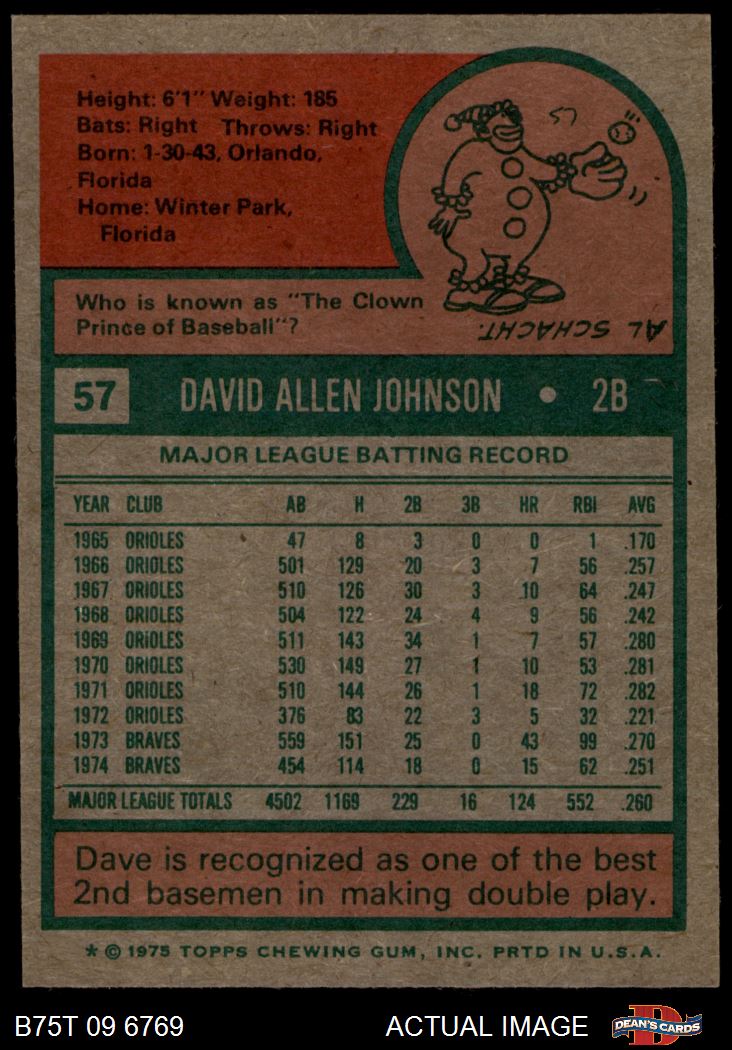 Height: 6'1" Weight: 185
Bats: Right Throws: Right
Born: 1-30-43, Orlando,
Florida
Home: Winter Park,
Florida
57
Who is known as "The Clown
Prince of Baseball"?
AL SCHACHT.
57 DAVID ALLEN JOHNSON • 2B
MAJOR LEAGUE BATTING RECORD
YEAR CLUB AB H 2B 3B HR RBI AVG
1965 ORIOLES 47 8 3 0 0 1 .170
1966 ORIOLES 501 129 20 3 7 56 .257
1967 ORIOLES 510 126 30 3 10 64 .247
1968 ORIOLES 504 122 24 4 9 56 .242
1969 ORIOLES 511 143 34 1 7 57 .280
1970 ORIOLES 530 149 27 1 10 53 .281
1971 ORIOLES 510 144 26 1 18 72 .282
1972 ORIOLES 376 83 22 3 5 32 .221
1973 BRAVES 559 151 25 0 43 99 .270
1974 BRAVES 454 114 18 0 15 62 .251
MAJOR LEAGUE TOTALS 4502 1169 229 16 124 552 .260
Dave is recognized as one of the best
2nd basemen in making double play.
* © 1975 TOPPS CHEWING GUM, INC. PRTD IN U.S.A.
B75T 09 6769 ACTUAL IMAGE
D
DEAN'S CARDS